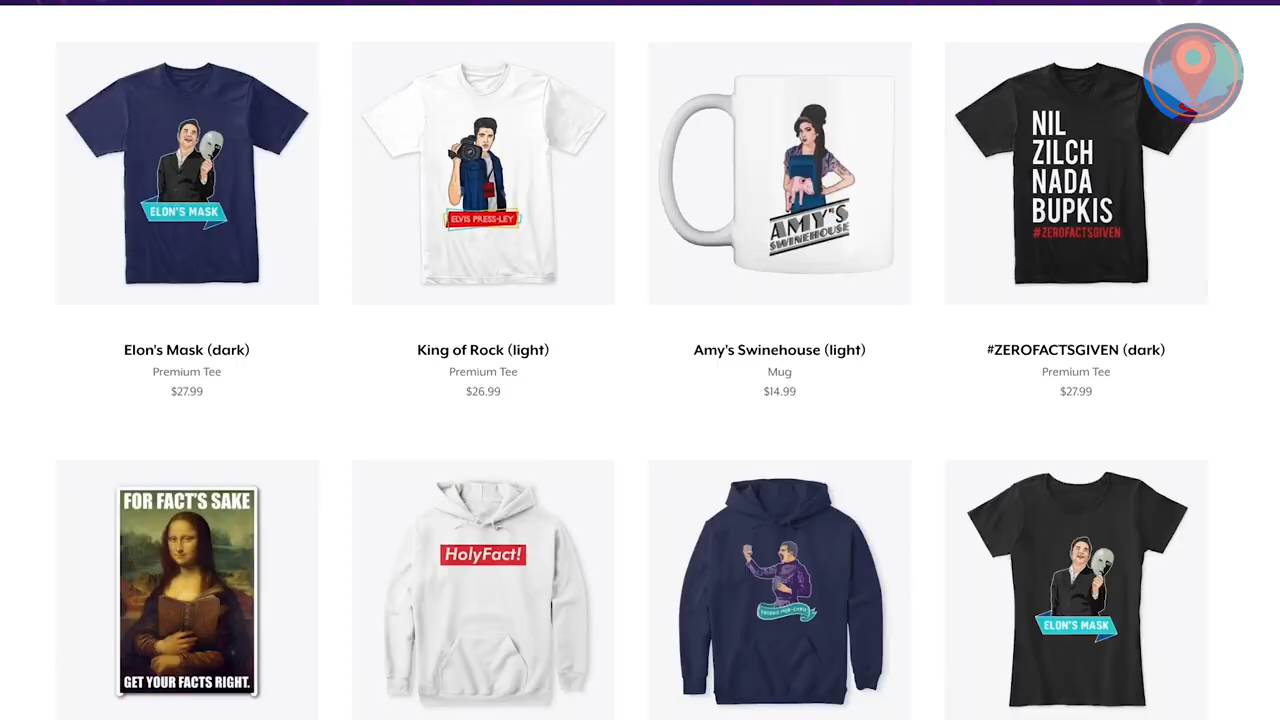 ELON'S MASK
ELVIS PRESS-LEY
AMY'S
SWINEHOUSE
NIL
ZILCH
NADA
BUPKIS
#ZEROFACTSGIVEN
Elon's Mask (dark)
Premium Tee
$27.99
King of Rock (light)
Premium Tee
$26.99
Amy's Swinehouse (light)
Mug
$14.99
#ZEROFACTSGIVEN (dark)
Premium Tee
$27.99
FOR FACT'S SAKE
GET YOUR FACTS RIGHT.
HolyFact!
ELON'S MASK